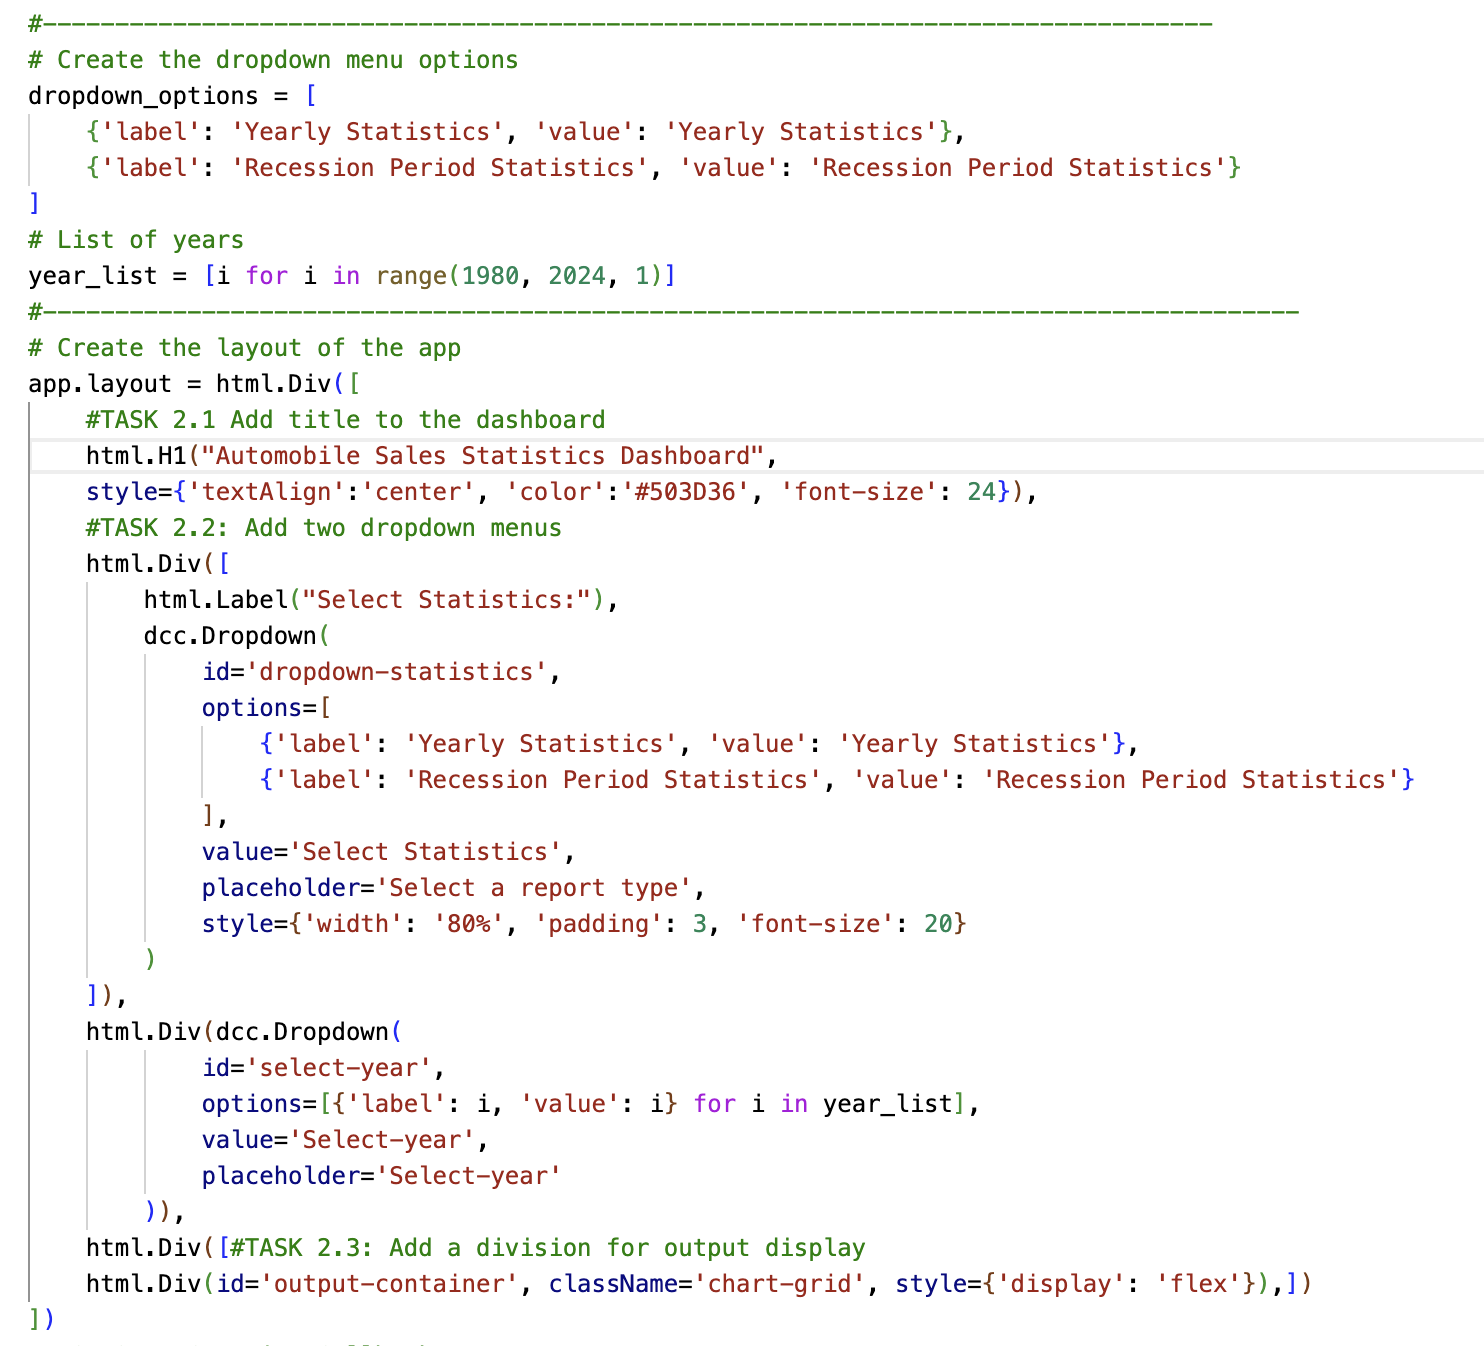 #---------------------------------------------------------------------------------
# Create the dropdown menu options
dropdown_options = [
    {'label': 'Yearly Statistics', 'value': 'Yearly Statistics'},
    {'label': 'Recession Period Statistics', 'value': 'Recession Period Statistics'}
]
# List of years
year_list = [i for i in range(1980, 2024, 1)]
#---------------------------------------------------------------------------------------
# Create the layout of the app
app.layout = html.Div([
    #TASK 2.1 Add title to the dashboard
    html.H1("Automobile Sales Statistics Dashboard",
    style={'textAlign':'center', 'color':'#503D36', 'font-size': 24}),
    #TASK 2.2: Add two dropdown menus
    html.Div([
        html.Label("Select Statistics:"),
        dcc.Dropdown(
            id='dropdown-statistics',
            options=[
                {'label': 'Yearly Statistics', 'value': 'Yearly Statistics'},
                {'label': 'Recession Period Statistics', 'value': 'Recession Period Statistics'}
            ],
            value='Select Statistics',
            placeholder='Select a report type',
            style={'width': '80%', 'padding': 3, 'font-size': 20}
        )
    ]),
    html.Div(dcc.Dropdown(
            id='select-year',
            options=[{'label': i, 'value': i} for i in year_list],
            value='Select-year',
            placeholder='Select-year'
        )),
    html.Div([#TASK 2.3: Add a division for output display
    html.Div(id='output-container', className='chart-grid', style={'display': 'flex'}),])
])